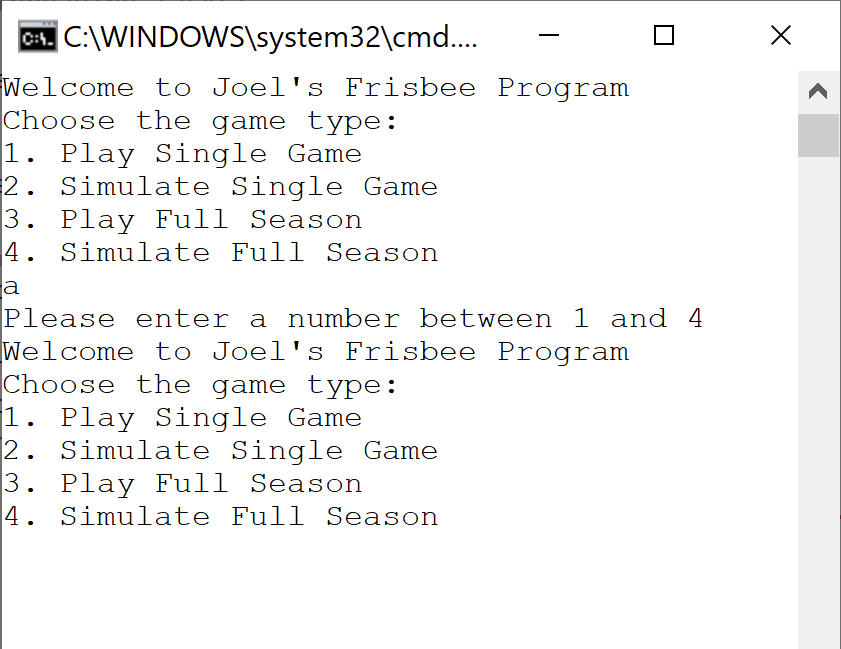 C:\WINDOWS\system32\cmd....
Welcome to Joel's Frisbee Program
Choose the game type:
1. Play Single Game
2. Simulate Single Game
3. Play Full Season
4. Simulate Full Season
a
Please enter a number between 1 and 4
Welcome to Joel's Frisbee Program
Choose the game type:
1. Play Single Game
2. Simulate Single Game
3. Play Full Season
4. Simulate Full Season